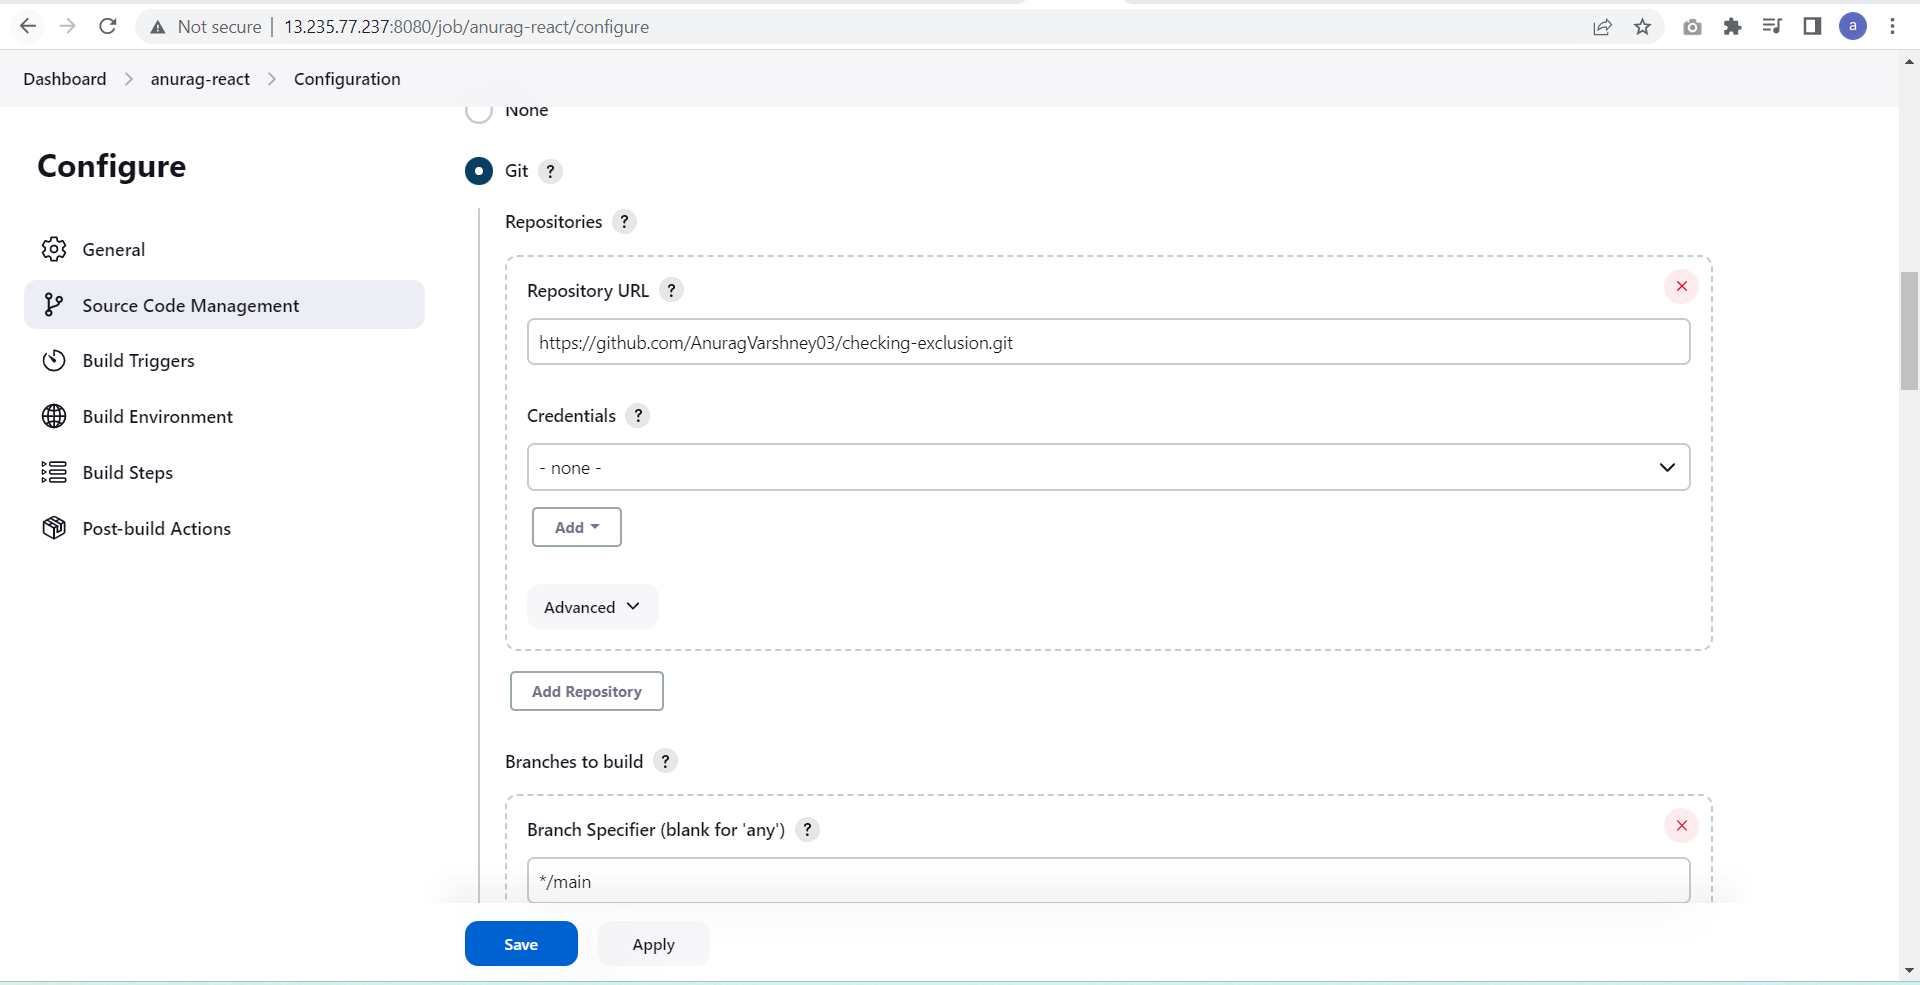 Not secure | 13.235.77.237:8080/job/anurag-react/configure
a
Dashboard > anurag-react > Configuration
None
Configure
Git ?
Repositories ?
General
Repository URL ?
Source Code Management
https://github.com/AnuragVarshney03/checking-exclusion.git
Build Triggers
Build Environment
Credentials ?
- none -
Build Steps
Post-build Actions
Add
Advanced
Add Repository
Branches to build ?
Branch Specifier (blank for 'any') ?
*/main
Save
Apply